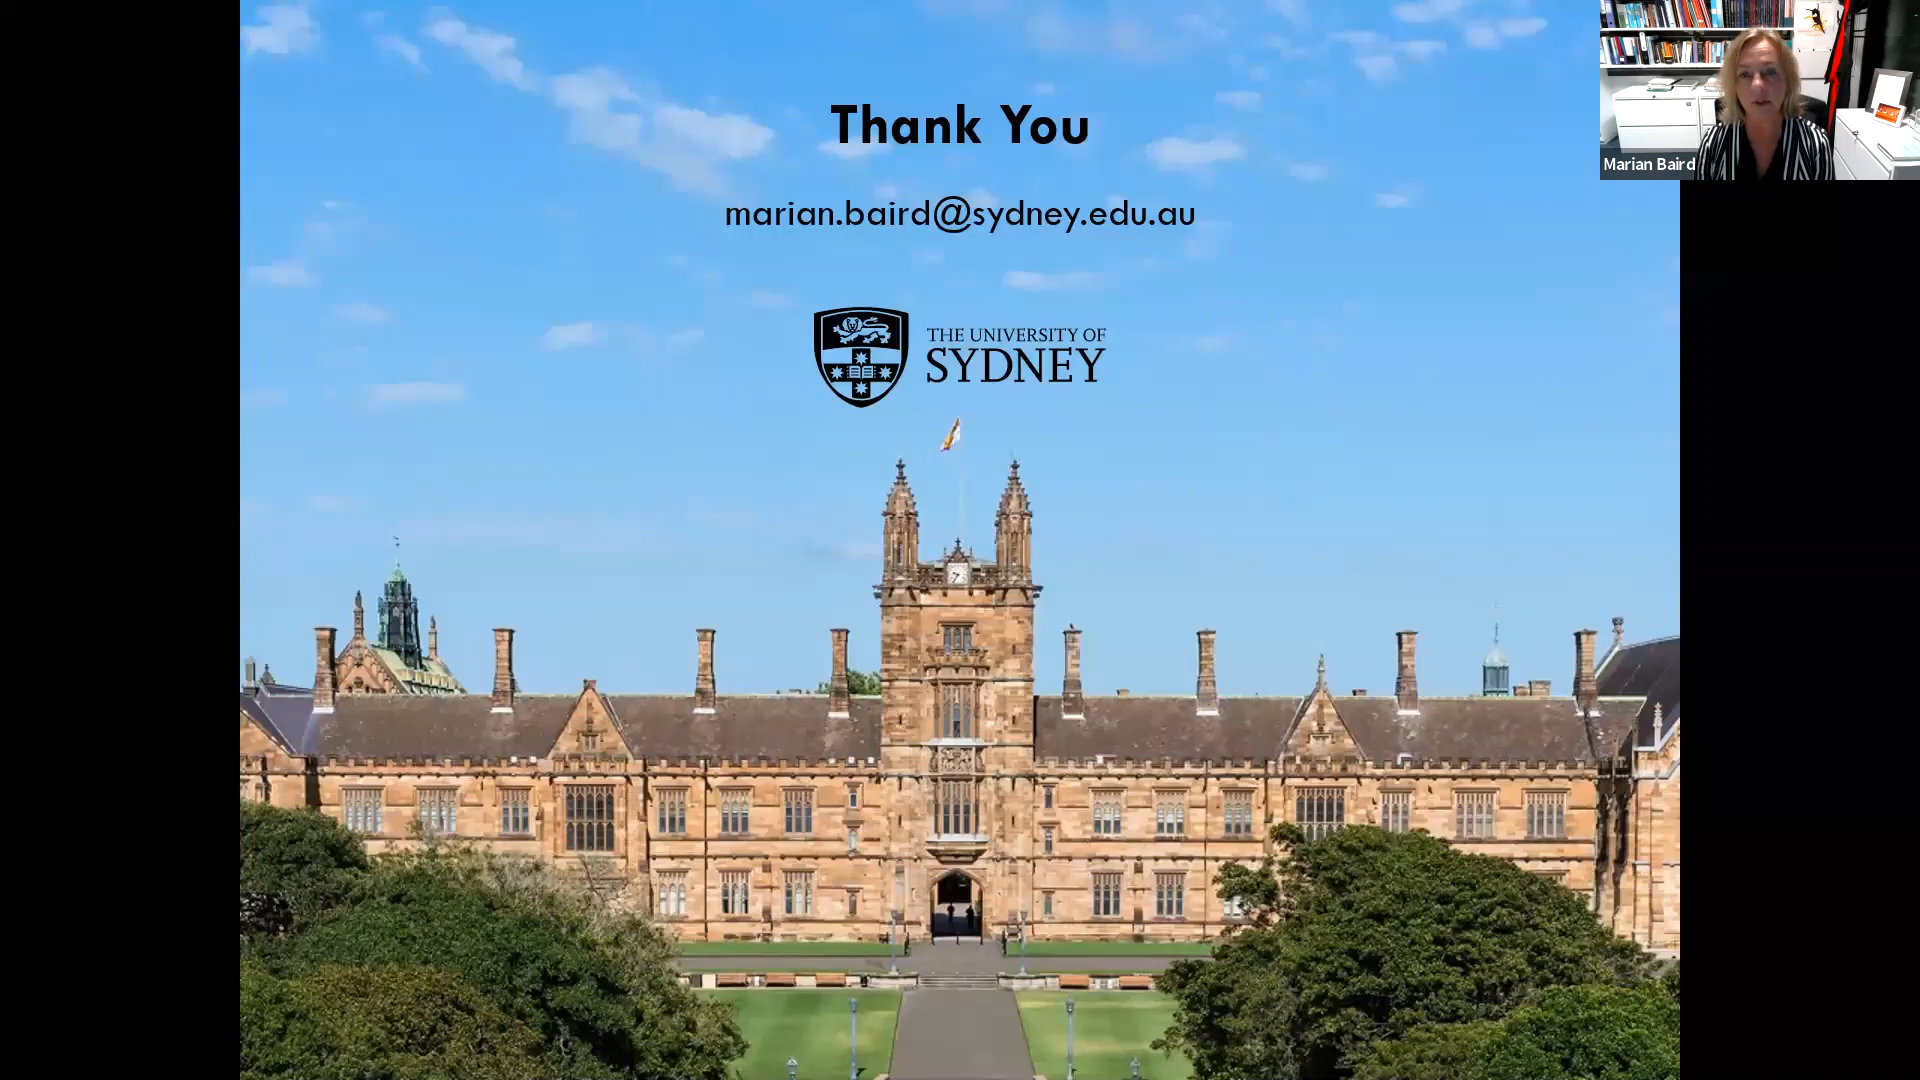 Thank You
marian.baird@sydney.edu.au
THE UNIVERSITY OF
SYDNEY
Marian Baird